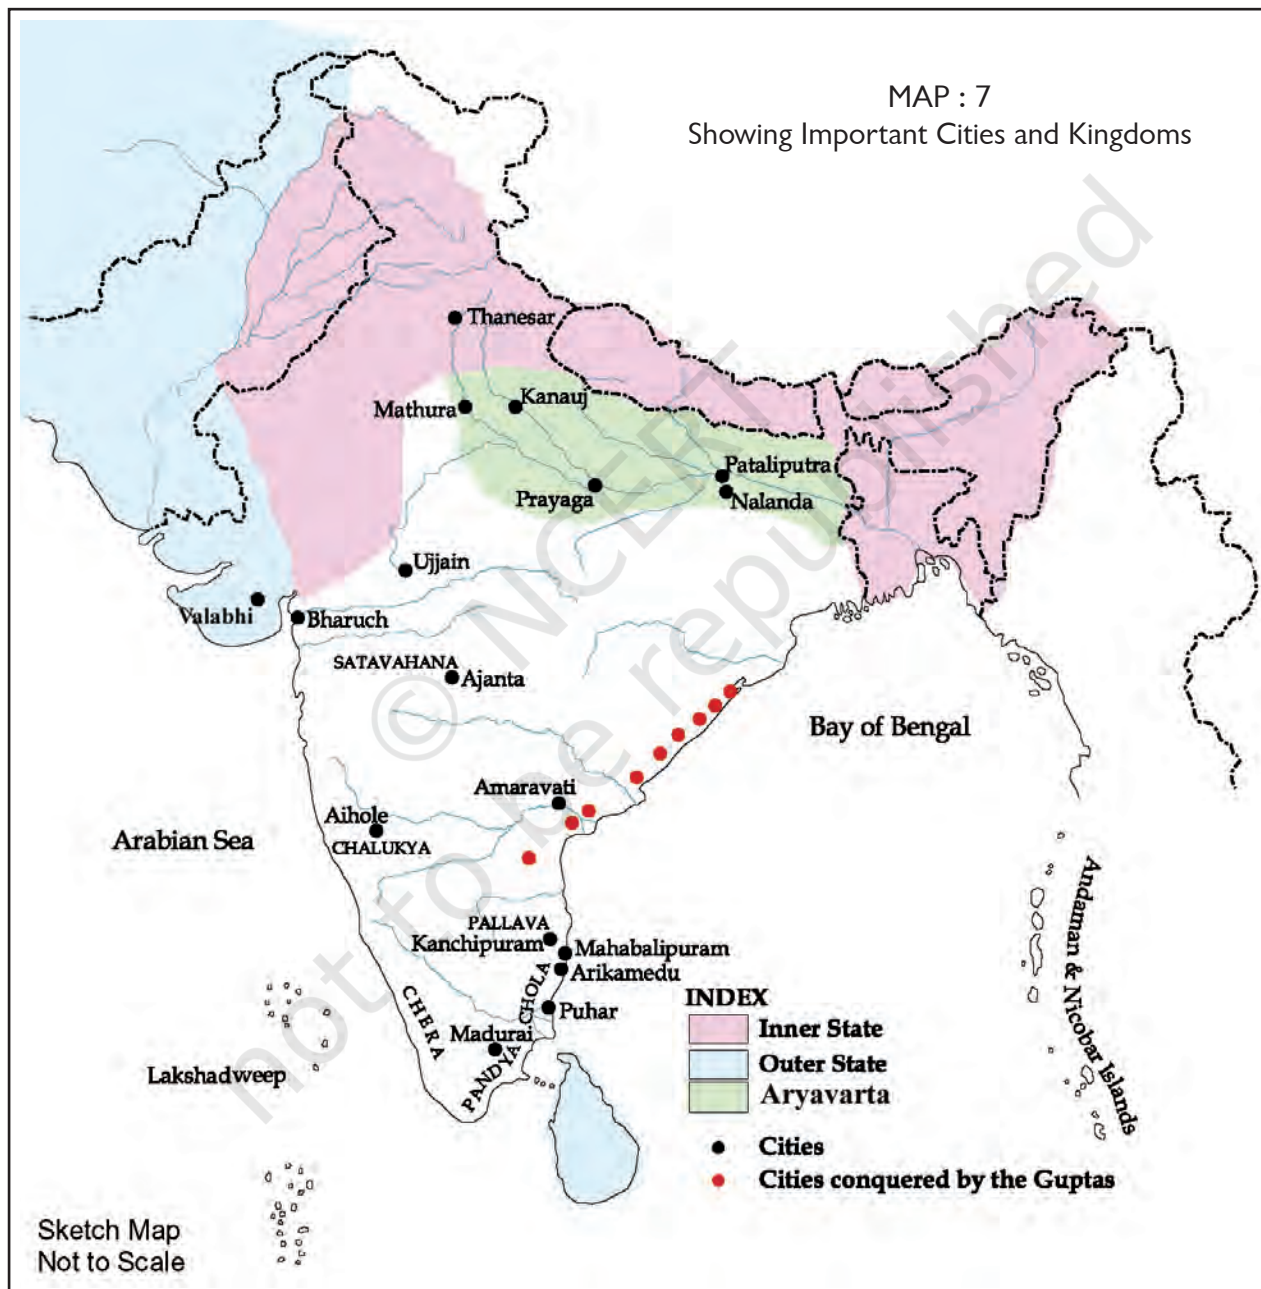 MAP : 7
Showing Important Cities and Kingdoms
Thanesar
Mathura
Kanauj
Pataliputra
Prayaga
Nalanda
Ujjain
Valabhi
Bharuch
SATAVAHANA
Ajanta
Bay of Bengal
Amaravati
Aihole
CHALUKYA
Arabian Sea
PALLAVA
Kanchipuram
Mahabalipuram
Arikamedu
CHOLA
CHERA
Puhar
Madurai
PANDYA
Lakshadweep
Andaman & Nicobar Islands
INDEX
Inner State
Outer State
Aryavarta
Cities
Cities conquered by the Guptas
Sketch Map
Not to Scale
© NCERT
not to be republished